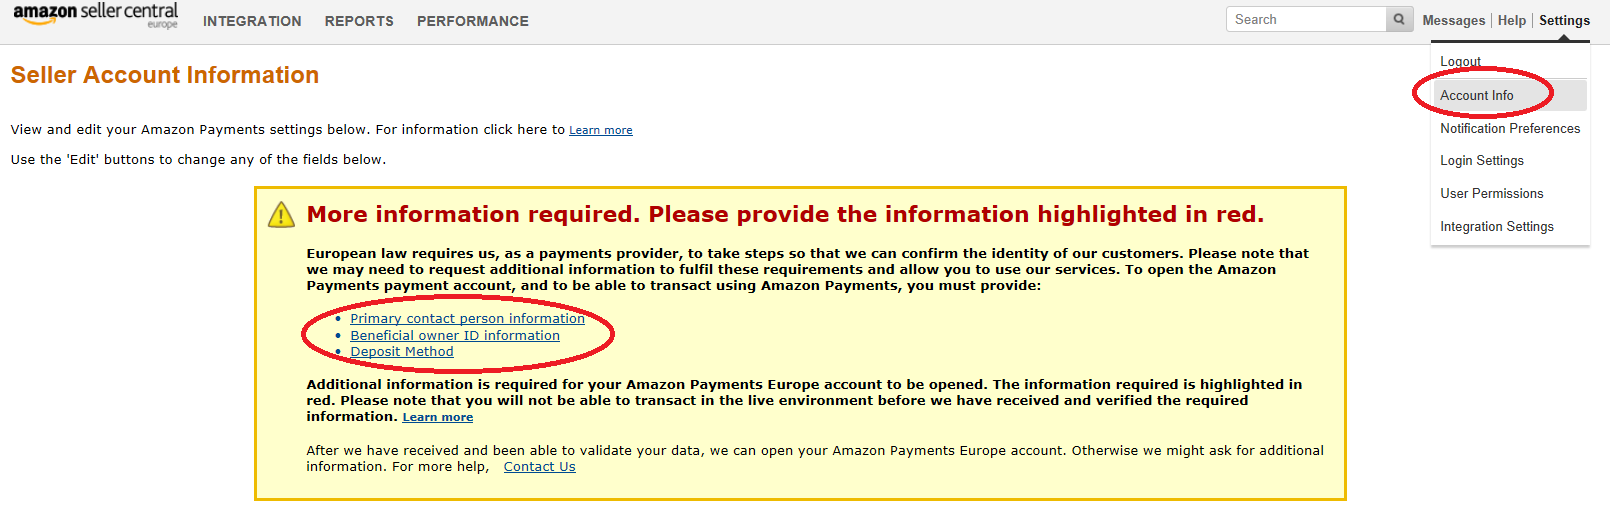 amazon seller central
europe
INTEGRATION REPORTS PERFORMANCE
Search
Messages | Help | Settings
Logout
Account Info
Notification Preferences
Login Settings
User Permissions
Integration Settings
Seller Account Information
View and edit your Amazon Payments settings below. For information click here to Learn more
Use the 'Edit' buttons to change any of the fields below.
More information required. Please provide the information highlighted in red.
European law requires us, as a payments provider, to take steps so that we can confirm the identity of our customers. Please note that
we may need to request additional information to fulfil these requirements and allow you to use our services. To open the Amazon
Payments payment account, and to be able to transact using Amazon Payments, you must provide:
• Primary contact person information
• Beneficial owner ID information
• Deposit Method
Additional information is required for your Amazon Payments Europe account to be opened. The information required is highlighted in
red. Please note that you will not be able to transact in the live environment before we have received and verified the required
information. Learn more
After we have received and been able to validate your data, we can open your Amazon Payments Europe account. Otherwise we might ask for additional
information. For more help, Contact Us